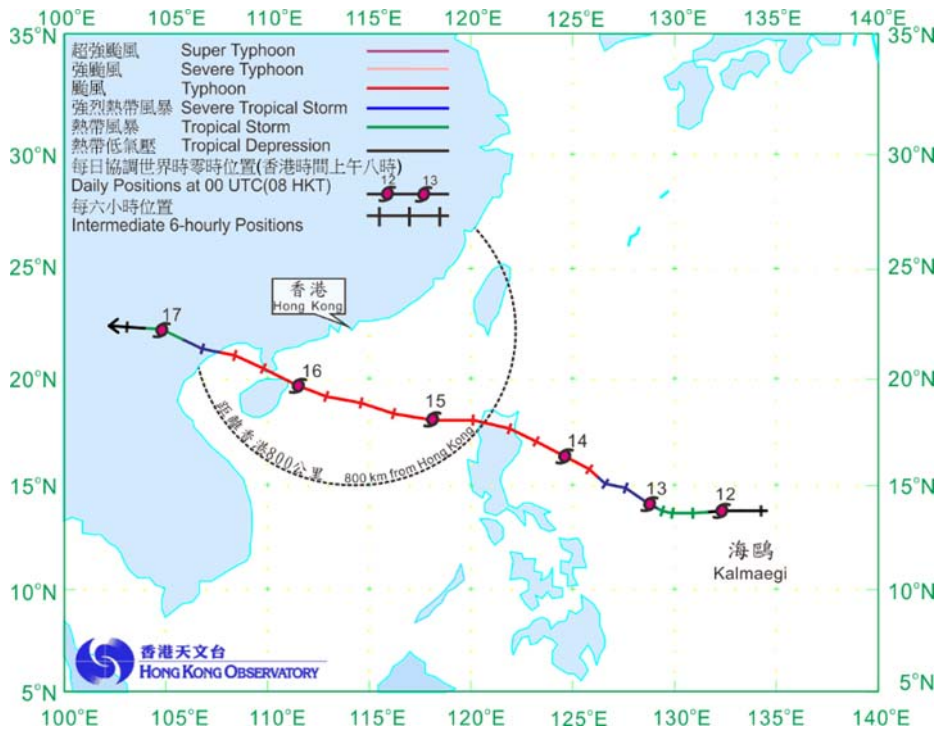 100°E 105°E 110°E 115°E 120°E 125°E 130°E 135°E 140°E
35°N 35°N
超強颱風 Super Typhoon
強颱風 Severe Typhoon
颱風 Typhoon
強烈熱帶風暴 Severe Tropical Storm
熱帶風暴 Tropical Storm
熱帶低氣壓 Tropical Depression
每日協調世界時零時位置(香港時間上午八時)
Daily Positions at 00 UTC(08 HKT)
12 13
每六小時位置
Intermediate 6-hourly Positions
30°N 30°N
25°N 25°N
香港
Hong Kong
17
20°N 20°N
16
15
14
距離香港800公里
800 km from Hong Kong
15°N 15°N
13
12
海鷗
Kalmaegi
10°N 10°N
香港天文台
HONG KONG OBSERVATORY
5°N 5°N
100°E 105°E 110°E 115°E 120°E 125°E 130°E 135°E 140°E